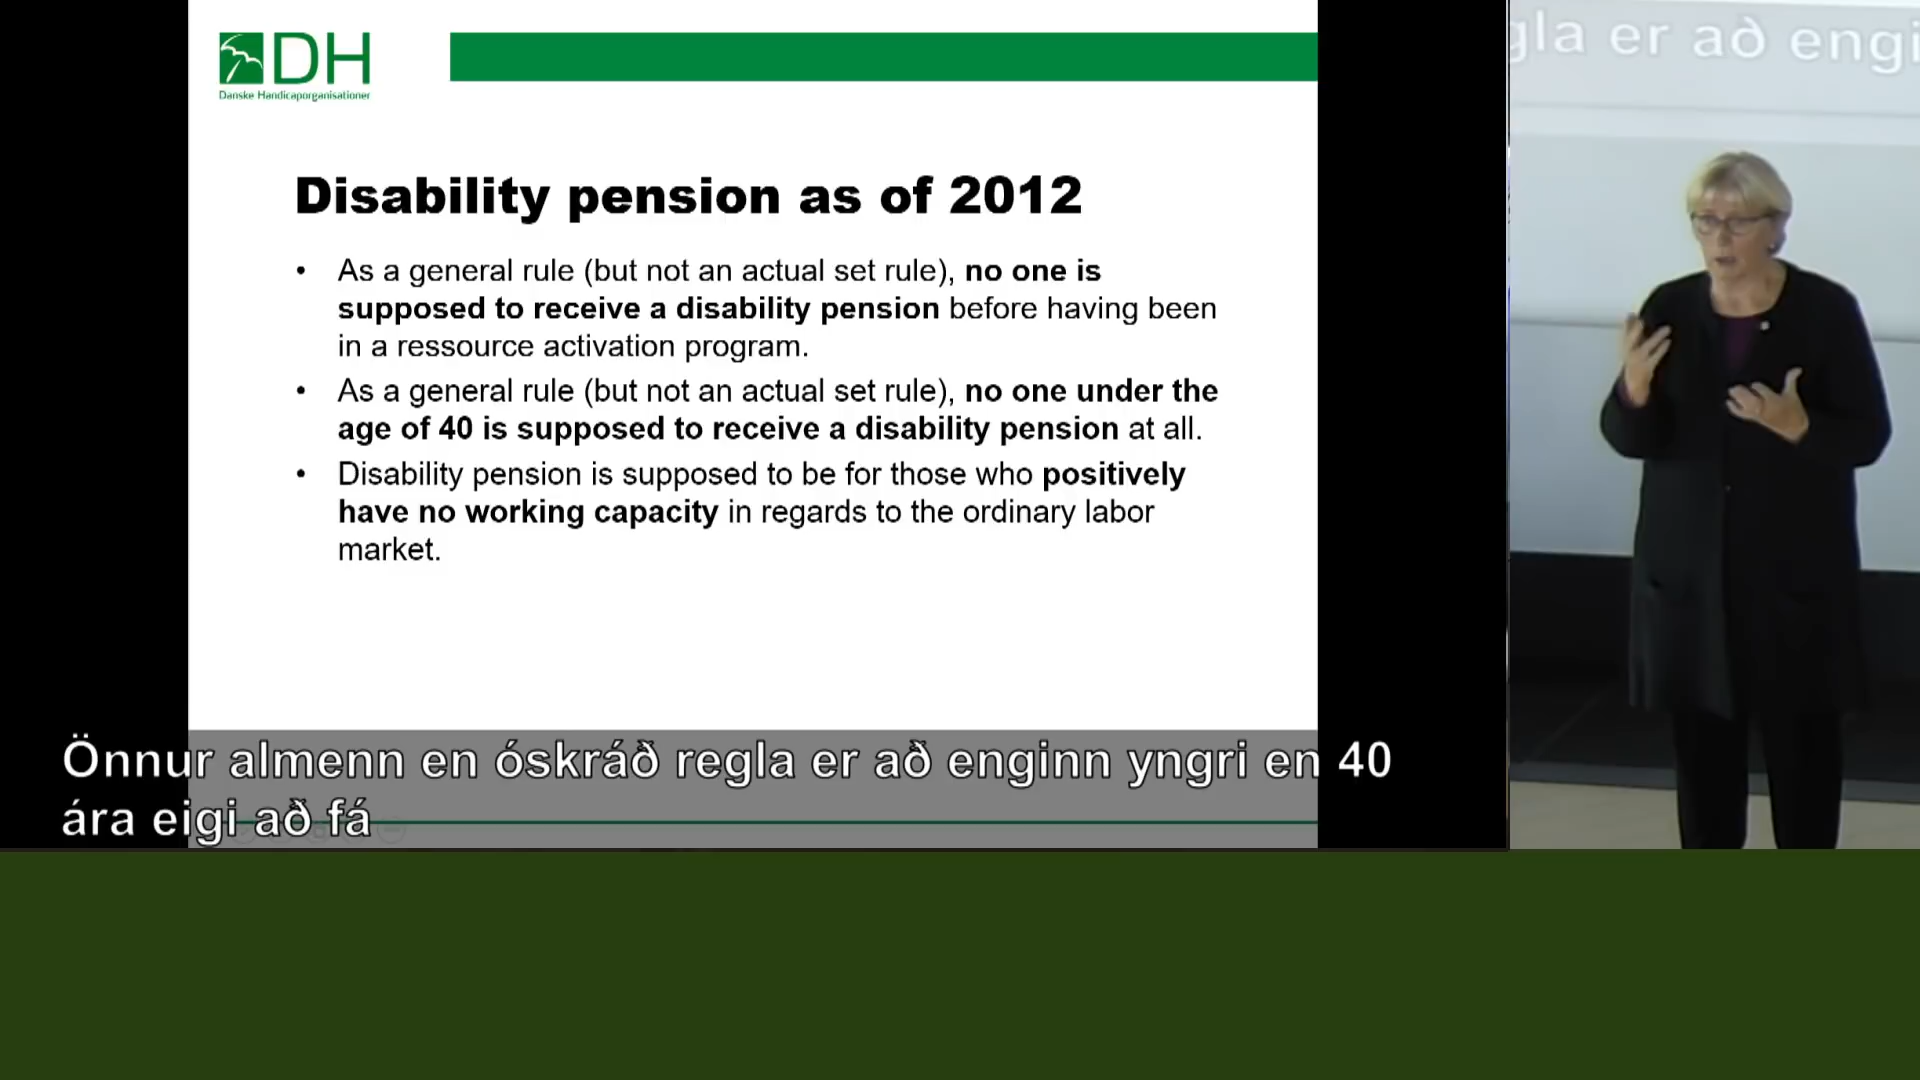 DH
Danske Handicaporganisationer
Disability pension as of 2012
• As a general rule (but not an actual set rule), no one is
supposed to receive a disability pension before having been
in a ressource activation program.
• As a general rule (but not an actual set rule), no one under the
age of 40 is supposed to receive a disability pension at all.
• Disability pension is supposed to be for those who positively
have no working capacity in regards to the ordinary labor
market.
Önnur almenn en óskráð regla er að enginn yngri en 40
ára eigi að fá
gla er að engi